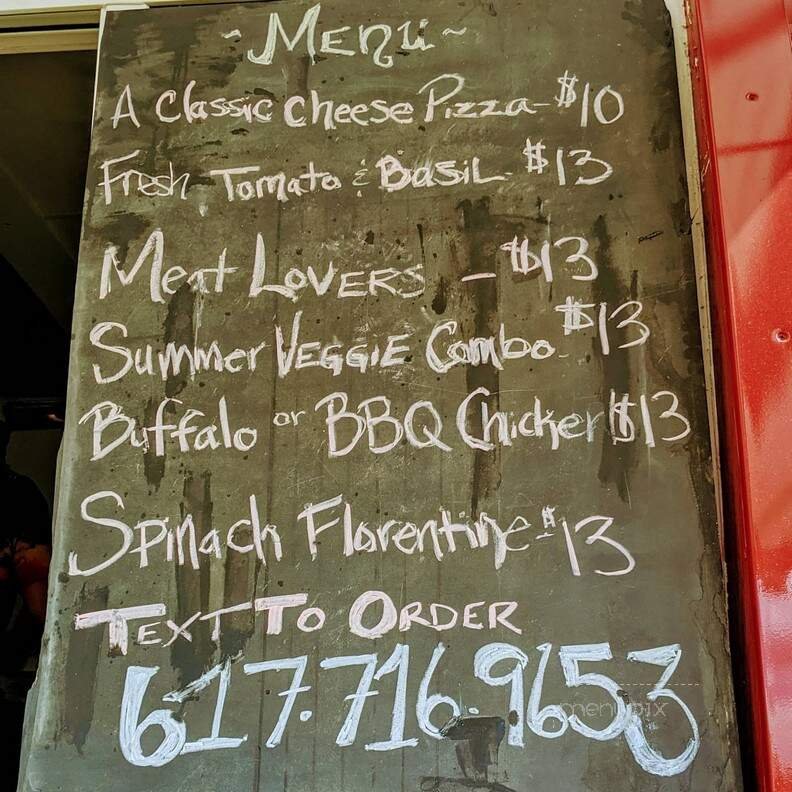 ~ MENU ~
A Classic Cheese Pizza - $10
Fresh Tomato & Basil - $13
Meat LOVERS - $13
Summer VEGGIE Combo - $13
Buffalo or BBQ Chicken $13
Spinach Florentine $13
TEXT TO ORDER
617.716.9653
menupix